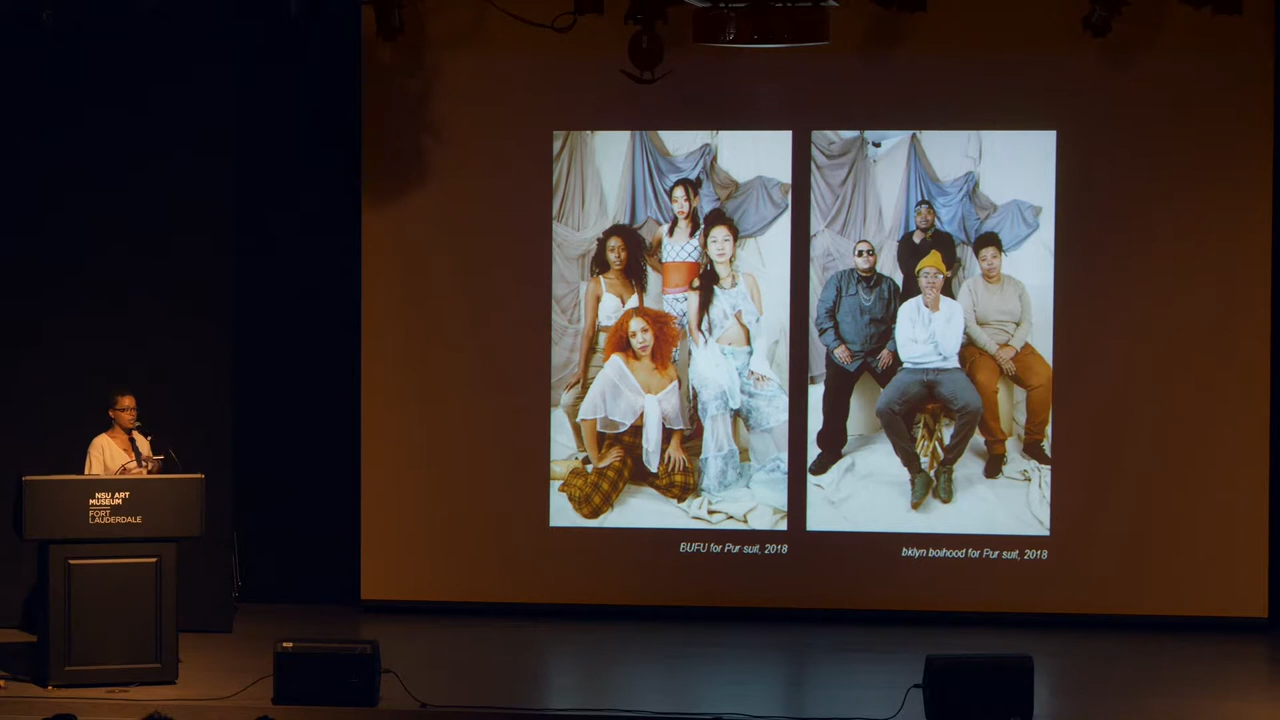 NSU ART
MUSEUM
FORT
LAUDERDALE
BUFU for Pur·suit, 2018
bklyn boihood for Pur·suit, 2018